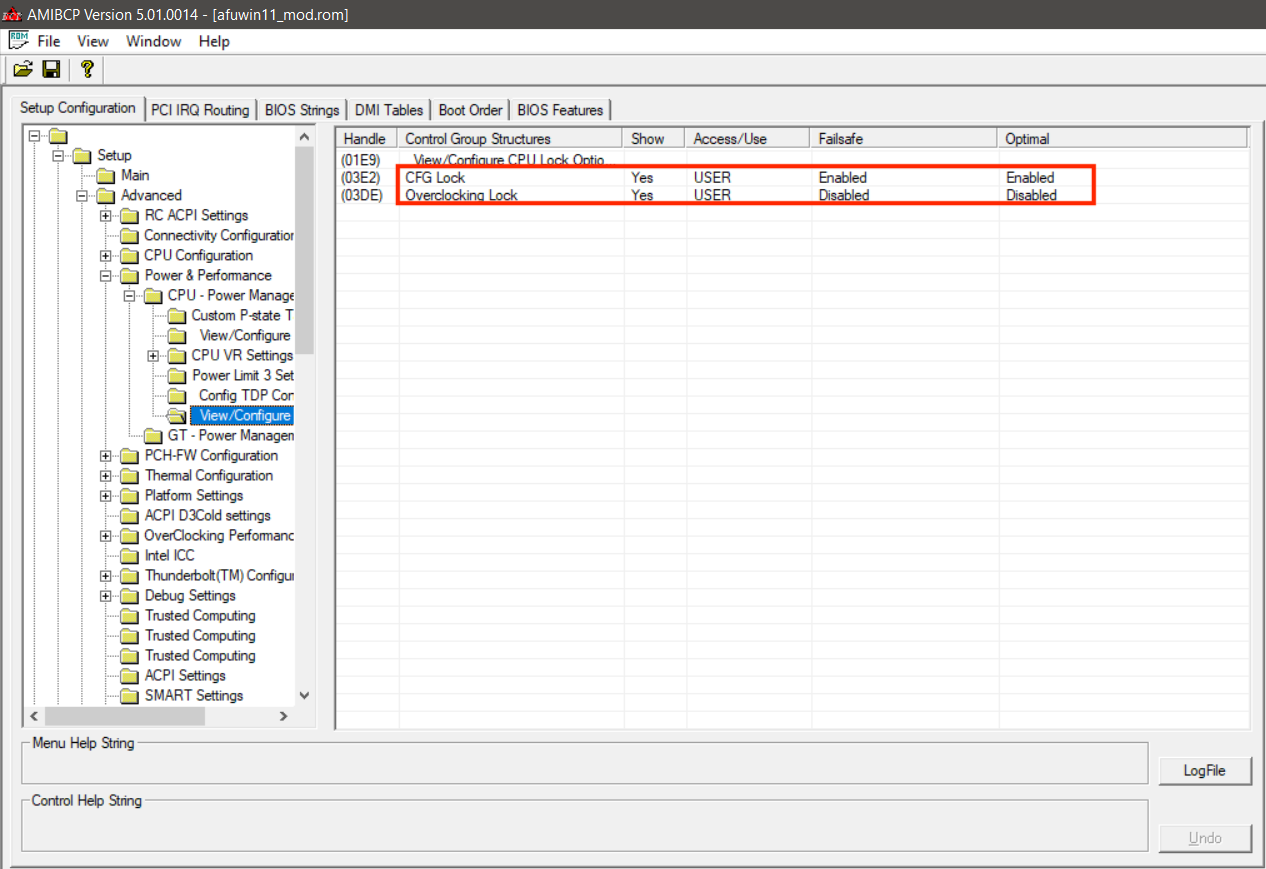 AMIBCP Version 5.01.0014 - [afuwin11_mod.rom]
File View Window Help
Setup Configuration PCI IRQ Routing BIOS Strings DMI Tables Boot Order BIOS Features
Setup
Main
Advanced
RC ACPI Settings
Connectivity Configuration
CPU Configuration
Power & Performance
CPU - Power Manage
Custom P-state T
View/Configure
CPU VR Settings
Power Limit 3 Set
Config TDP Con
View/Configure
GT - Power Managem
PCH-FW Configuration
Thermal Configuration
Platform Settings
ACPI D3Cold settings
OverClocking Performanc
Intel ICC
Thunderbolt(TM) Configur
Debug Settings
Trusted Computing
Trusted Computing
Trusted Computing
ACPI Settings
SMART Settings
Handle Control Group Structures Show Access/Use Failsafe Optimal
(01E9) View/Configure CPU Lock Optio
(03E2) CFG Lock Yes USER Enabled Enabled
(03DE) Overclocking Lock Yes USER Disabled Disabled
Menu Help String
LogFile
Control Help String
Undo